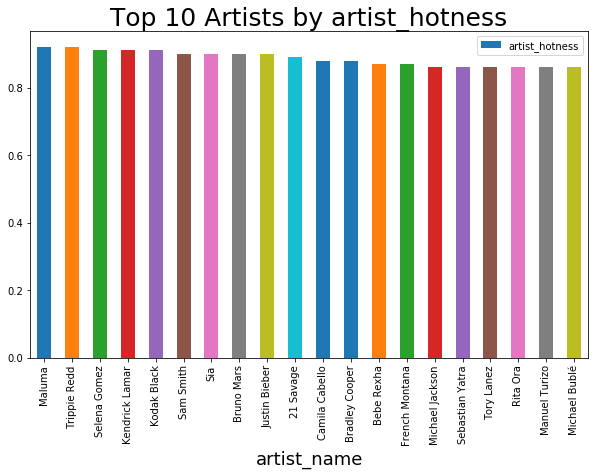 Top 10 Artists by artist_hotness
artist_hotness
0.8
0.6
0.4
0.2
0.0
Maluma
Trippie Redd
Selena Gomez
Kendrick Lamar
Kodak Black
Sam Smith
Sia
Bruno Mars
Justin Bieber
21 Savage
Camila Cabello
Bradley Cooper
Bebe Rexha
French Montana
Michael Jackson
Sebastian Yatra
Tory Lanez
Rita Ora
Manuel Turizo
Michael Bublé
artist_name